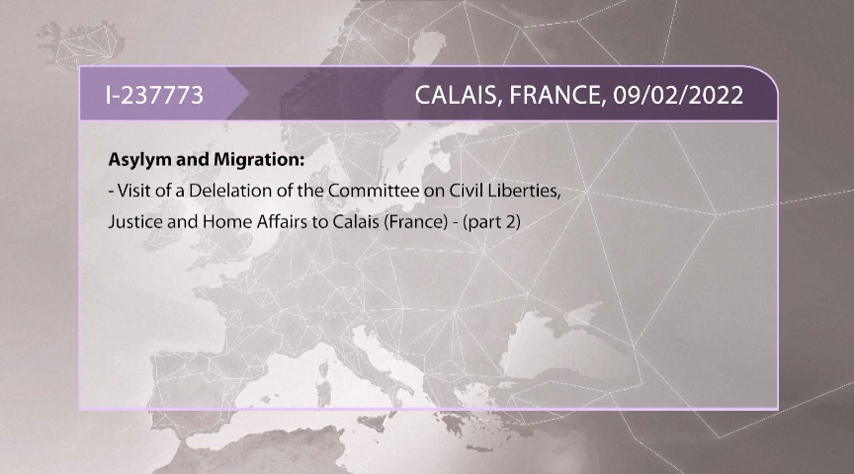 I-237773
CALAIS, FRANCE, 09/02/2022
Asylym and Migration:
- Visit of a Delelation of the Committee on Civil Liberties,
Justice and Home Affairs to Calais (France) - (part 2)